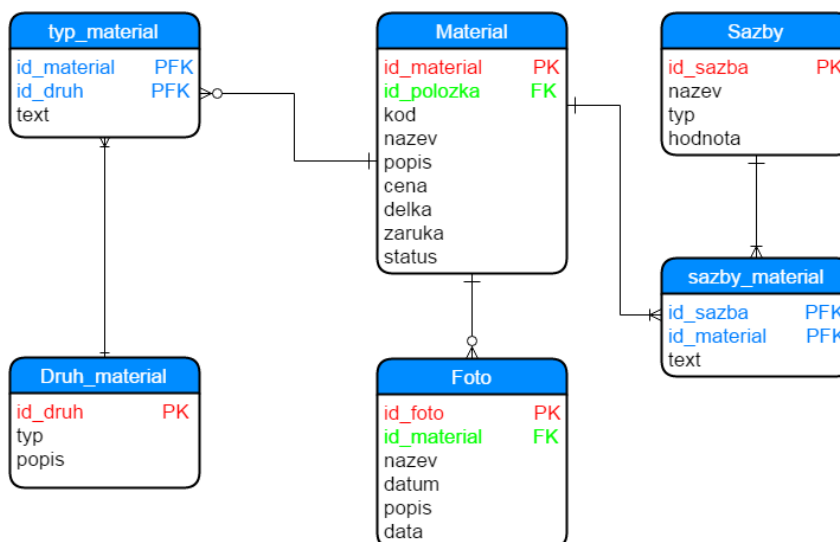 typ_material
id_material PFK
id_druh PFK
text
Material
id_material PK
id_polozka FK
kod
nazev
popis
cena
delka
zaruka
status
Sazby
id_sazba PK
nazev
typ
hodnota
sazby_material
id_sazba PFK
id_material PFK
text
Druh_material
id_druh PK
typ
popis
Foto
id_foto PK
id_material FK
nazev
datum
popis
data